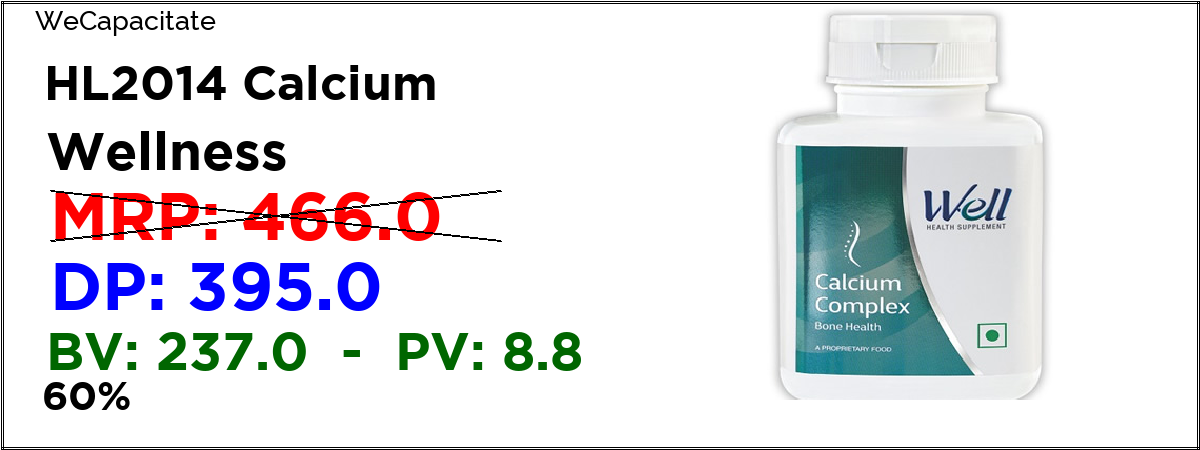 WeCapacitate
HL2014 Calcium
Wellness
MRP: 466.0
DP: 395.0
BV: 237.0 - PV: 8.8
60%
Well
HEALTH SUPPLEMENT
Calcium
Complex
Bone Health
A PROPRIETARY FOOD